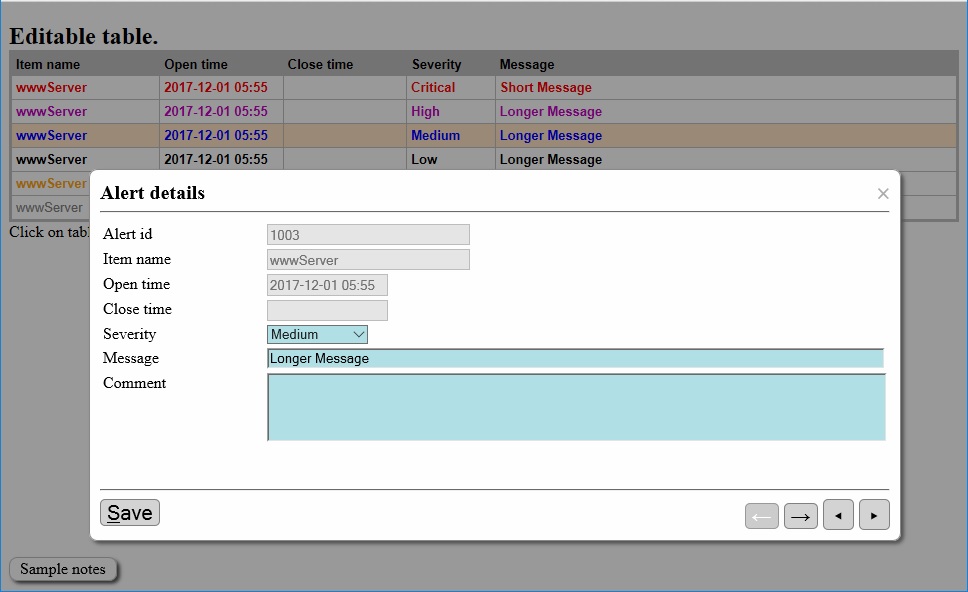 Editable table.
Item name Open time Close time Severity Message
wwwServer 2017-12-01 05:55 Critical Short Message
wwwServer 2017-12-01 05:55 High Longer Message
wwwServer 2017-12-01 05:55 Medium Longer Message
wwwServer 2017-12-01 05:55 Low Longer Message
wwwServer
wwwServer
Click on
Alert details ×
Alert id 1003
Item name wwwServer
Open time 2017-12-01 05:55
Close time
Severity Medium
Message Longer Message
Comment
Save ← → ◂ ▸
Sample notes